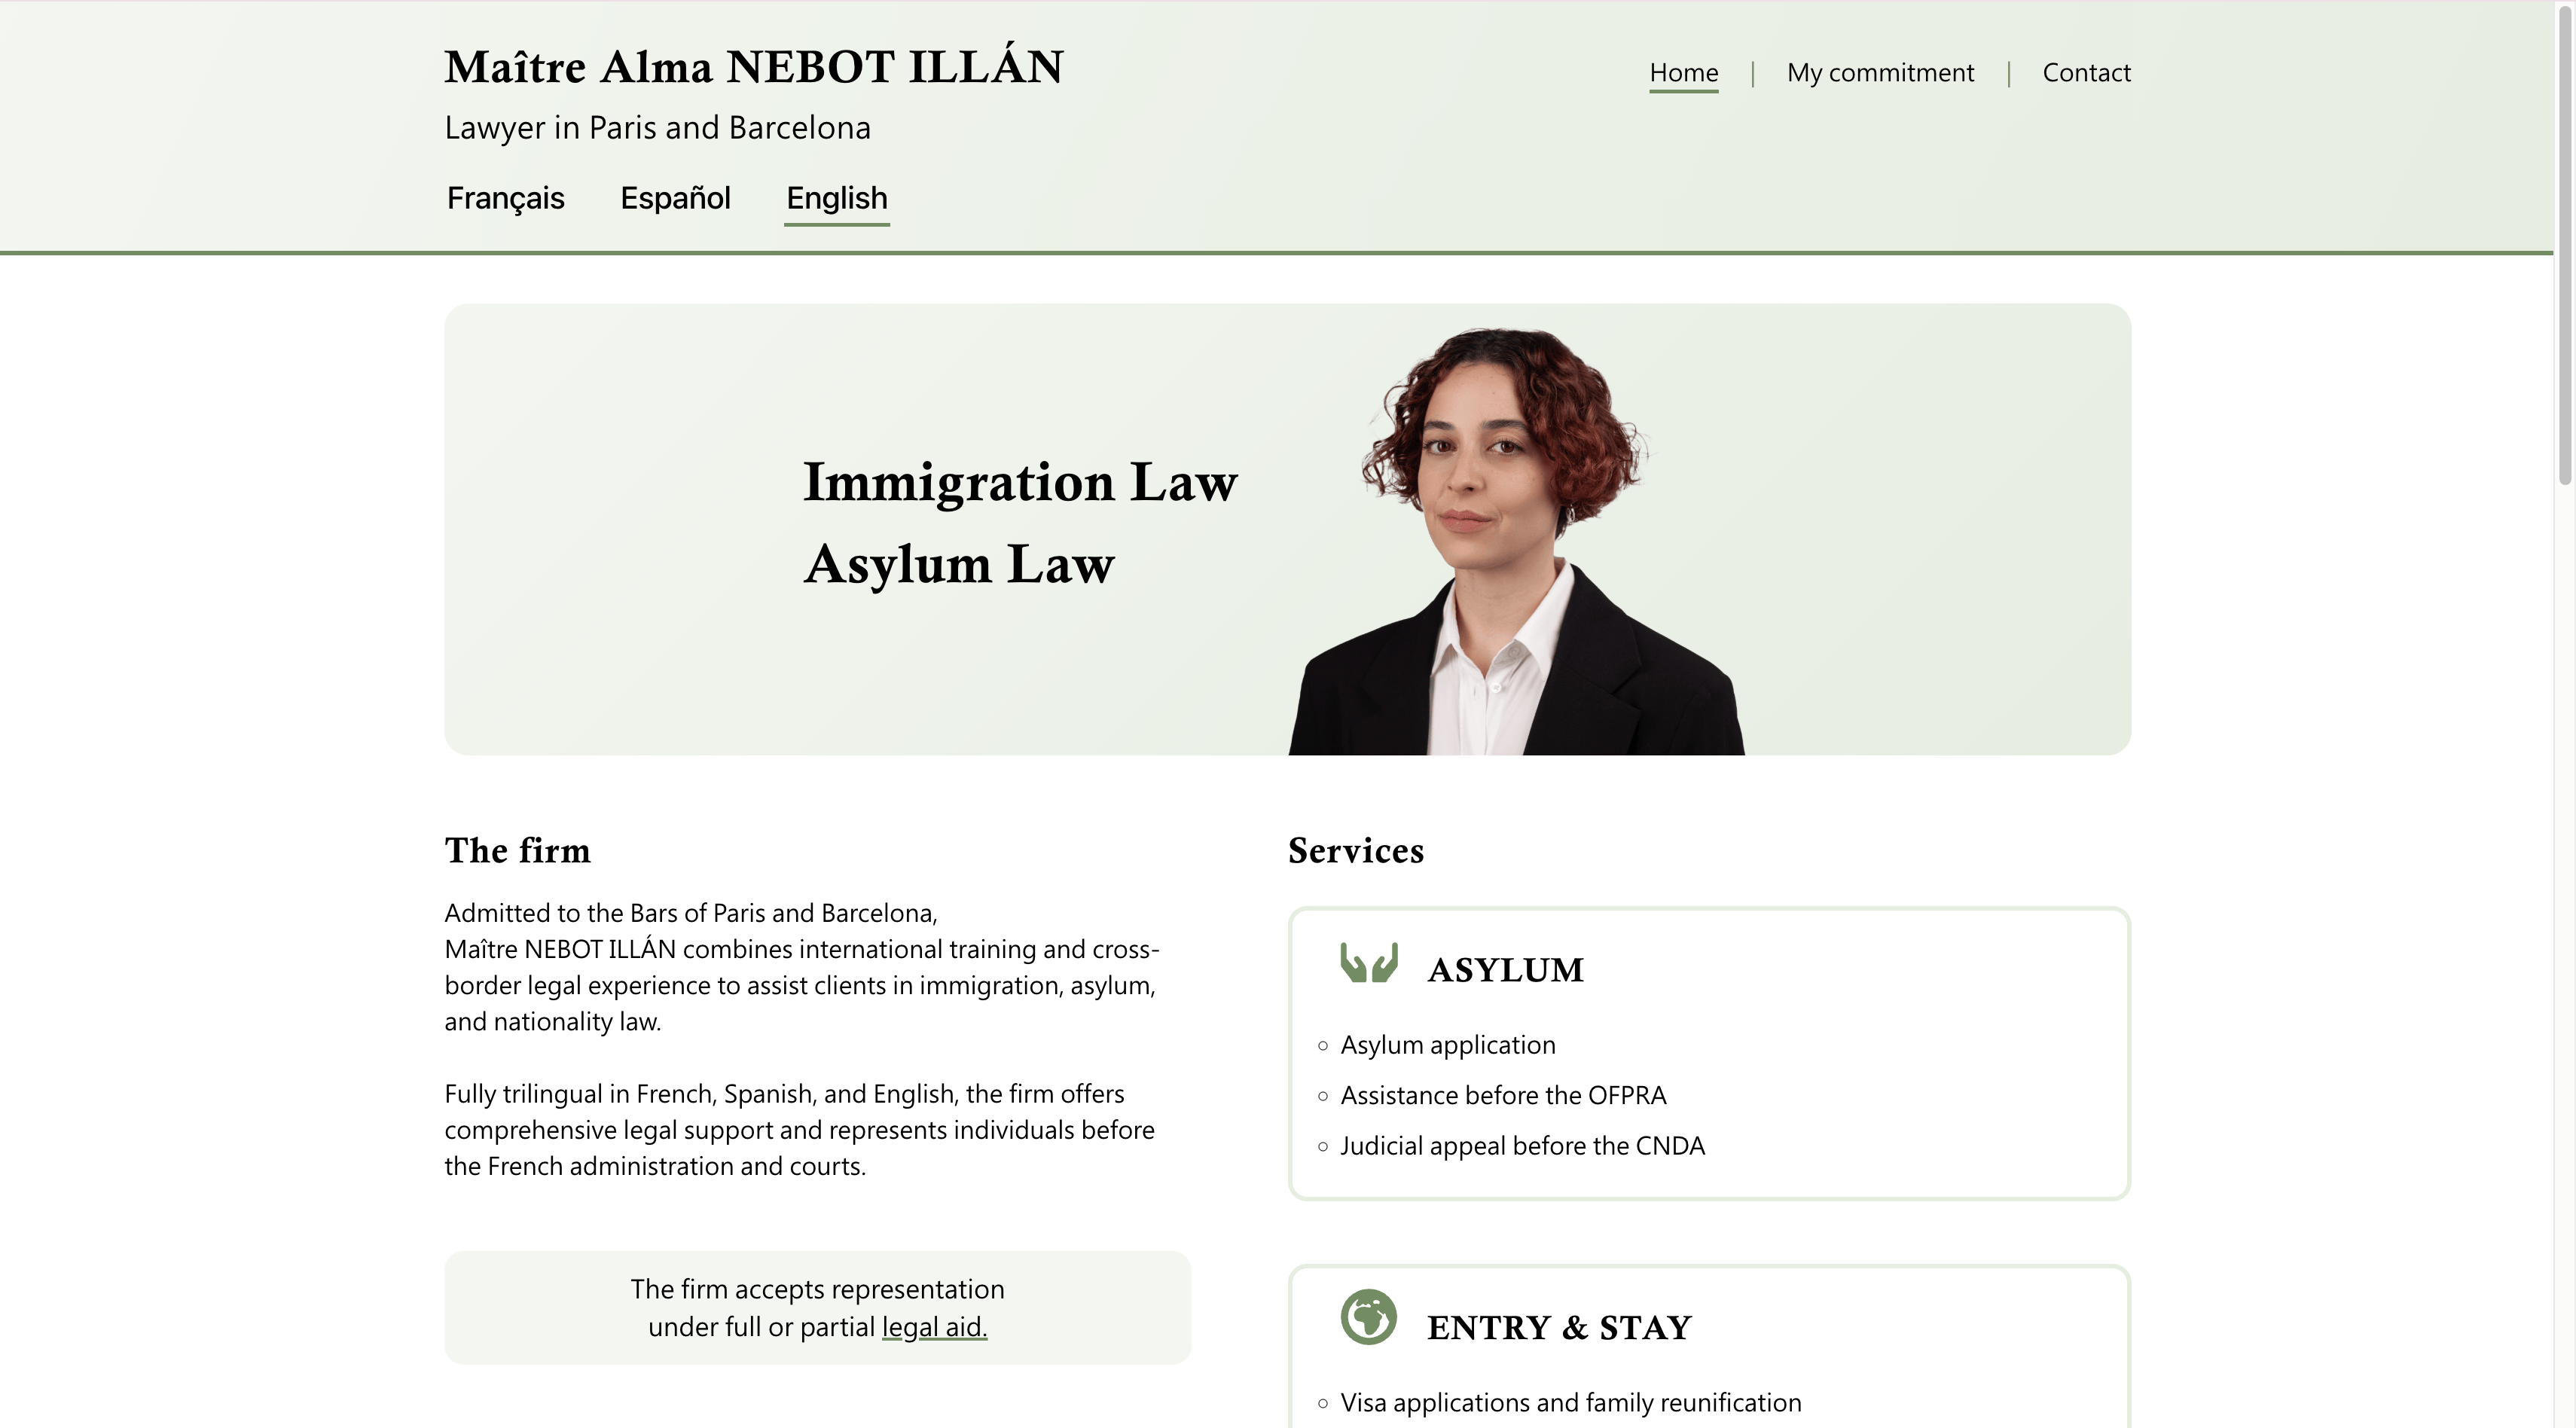 Maître Alma NEBOT ILLÁN
Lawyer in Paris and Barcelona
Home | My commitment | Contact
Français Español English
Immigration Law
Asylum Law
The firm
Admitted to the Bars of Paris and Barcelona,
Maître NEBOT ILLÁN combines international training and cross-
border legal experience to assist clients in immigration, asylum,
and nationality law.
Fully trilingual in French, Spanish, and English, the firm offers
comprehensive legal support and represents individuals before
the French administration and courts.
The firm accepts representation
under full or partial legal aid.
Services
ASYLUM
Asylum application
Assistance before the OFPRA
Judicial appeal before the CNDA
ENTRY & STAY
Visa applications and family reunification